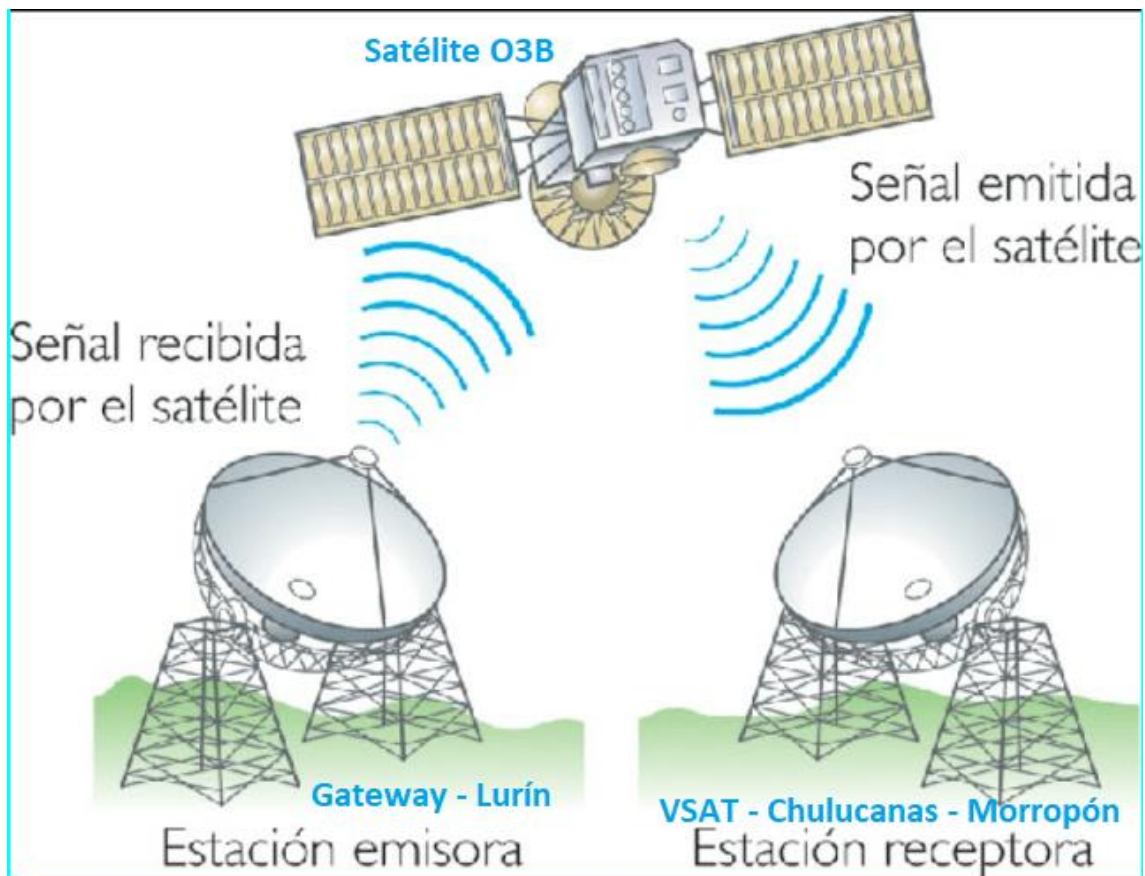 Satélite O3B
Señal emitida
por el satélite
Señal recibida
por el satélite
Gateway - Lurín
Estación emisora
VSAT - Chulucanas - Morropón
Estación receptora